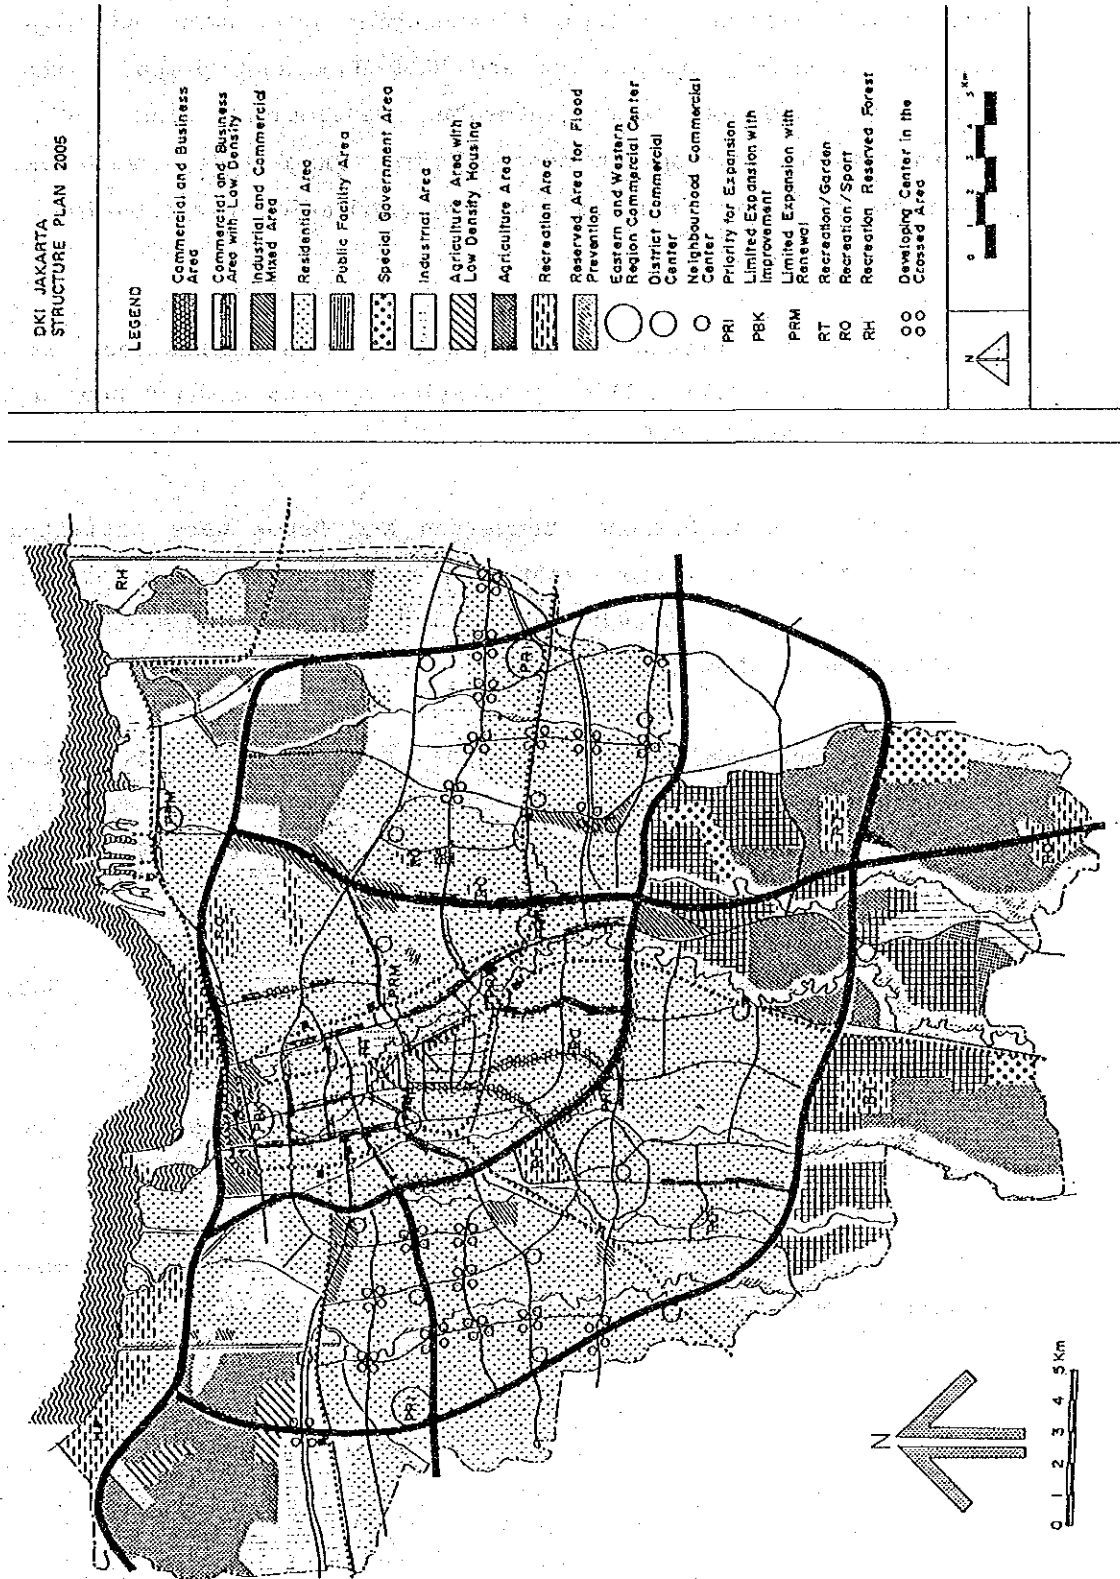 DKI JAKARTA
STRUCTURE PLAN 2005
LEGEND
Commercial and Business
Area
Commercial and Business
Area with Low Density
Industrial and Commercial
Mixed Area
Residential Area
Public Facility Area
Special Government Area
Industrial Area
Agriculture Area with
Low Density Housing
Agriculture Area
Recreation Area
Reserved Area for Flood
Prevention
Eastern and Western
Region Commercial Center
District Commercial
Center
Neighbourhood Commercial
Center
PRI Priority for Expansion
PBK Limited Expansion with
Improvement
PRM Limited Expansion with
Renewal
RT Recreation/Garden
RO Recreation/Sport
RH Recreation Reserved Forest
Developing Center in the
Crossed Area
N
0 1 2 3 4 5 Km
RH
PRM
PRI
RO
RO
PRM
RT
PRI
N
0 1 2 3 4 5 Km